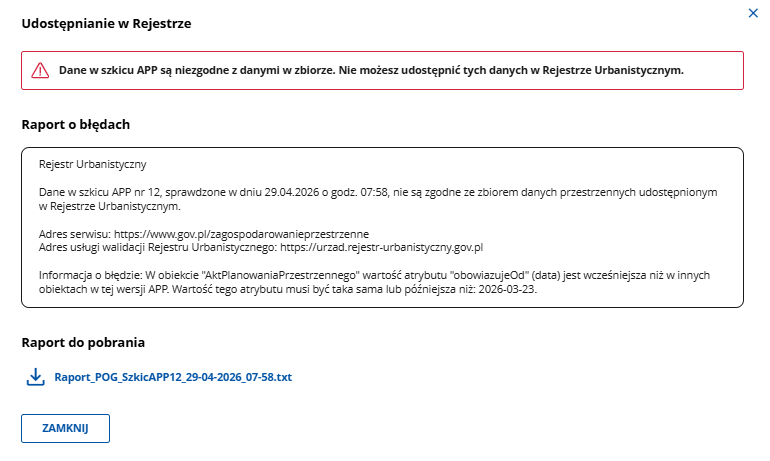 Udostępnianie w Rejestrze
Dane w szkicu APP są niezgodne z danymi w zbiorze. Nie możesz udostępnić tych danych w Rejestrze Urbanistycznym.
Raport o błędach
Rejestr Urbanistyczny
Dane w szkicu APP nr 12, sprawdzone w dniu 29.04.2026 o godz. 07:58, nie są zgodne ze zbiorem danych przestrzennych udostępnionym
w Rejestrze Urbanistycznym.
Adres serwisu: https://www.gov.pl/zagospodarowanieprzestrzenne
Adres usługi walidacji Rejestru Urbanistycznego: https://urzad.rejestr-urbanistyczny.gov.pl
Informacja o błędzie: W obiekcie "AktPlanowaniaPrzestrzennego" wartość atrybutu "obowiazujeOd" (data) jest wcześniejsza niż w innych
obiektach w tej wersji APP. Wartość tego atrybutu musi być taka sama lub późniejsza niż: 2026-03-23.
Raport do pobrania
Raport_POG_SzkicAPP12_29-04-2026_07-58.txt
ZAMKNIJ